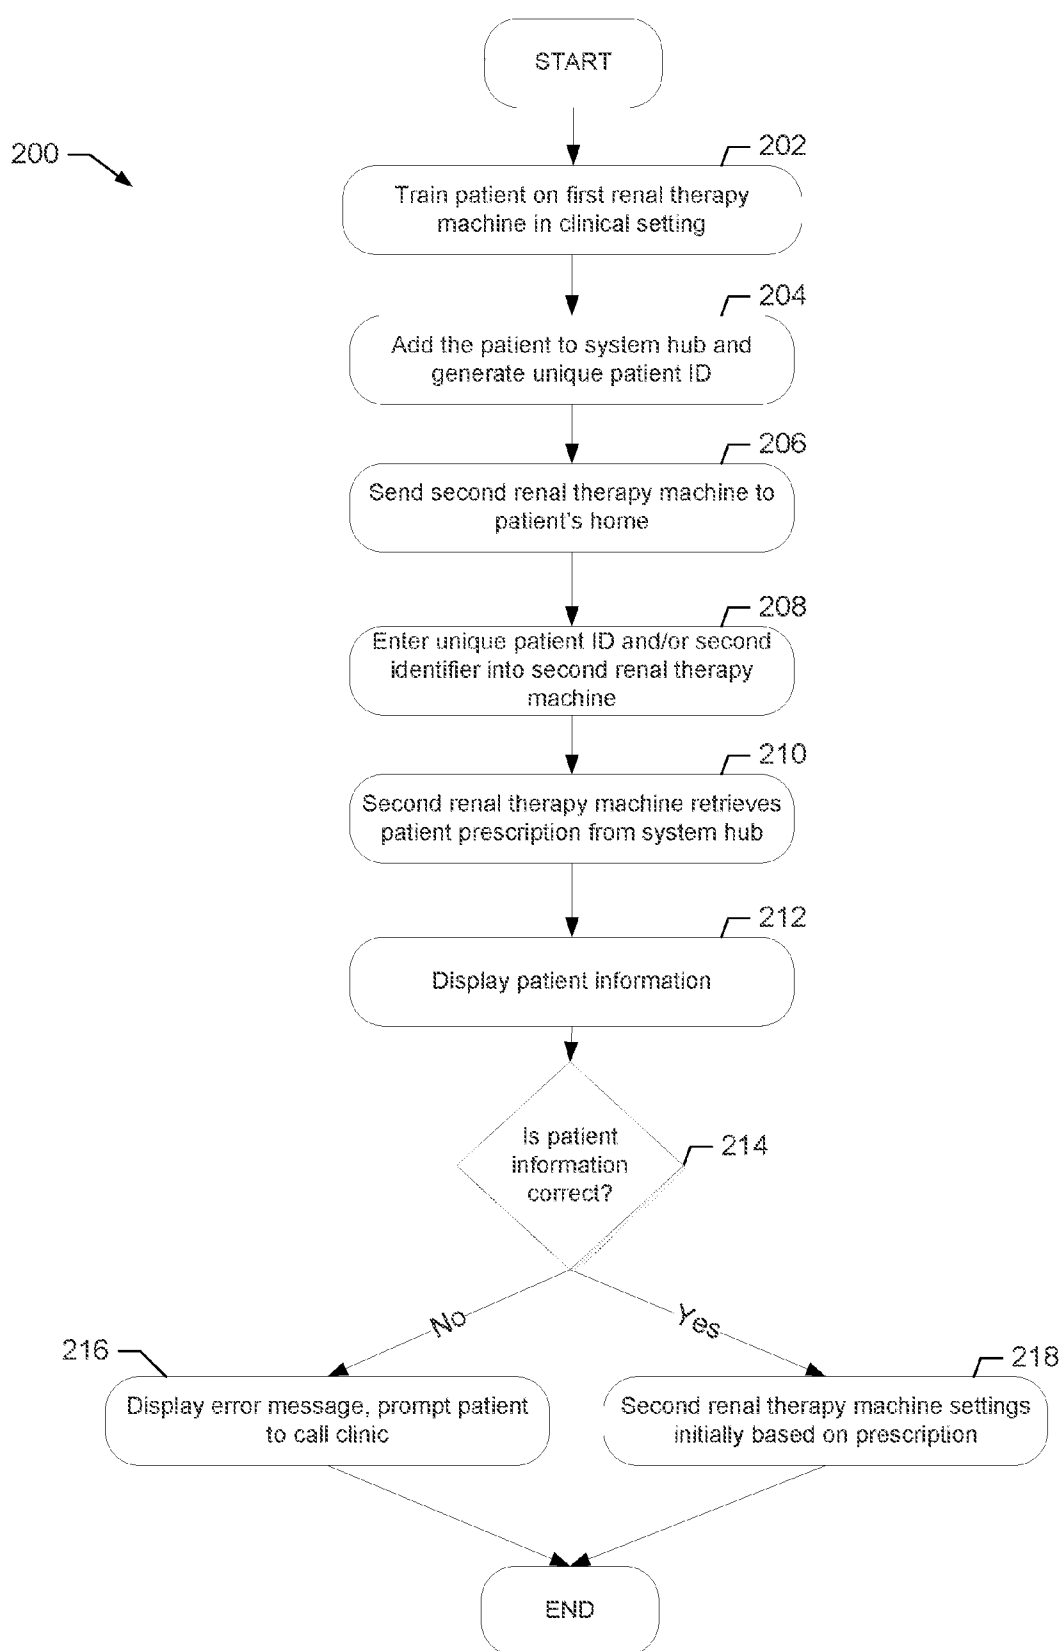 START
200
202
Train patient on first renal therapy
machine in clinical setting
204
Add the patient to system hub and
generate unique patient ID
206
Send second renal therapy machine to
patient's home
208
Enter unique patient ID and/or second
identifier into second renal therapy
machine
210
Second renal therapy machine retrieves
patient prescription from system hub
212
Display patient information
214
Is patient
information
correct?
No
Yes
216
Display error message, prompt patient
to call clinic
218
Second renal therapy machine settings
initially based on prescription
END